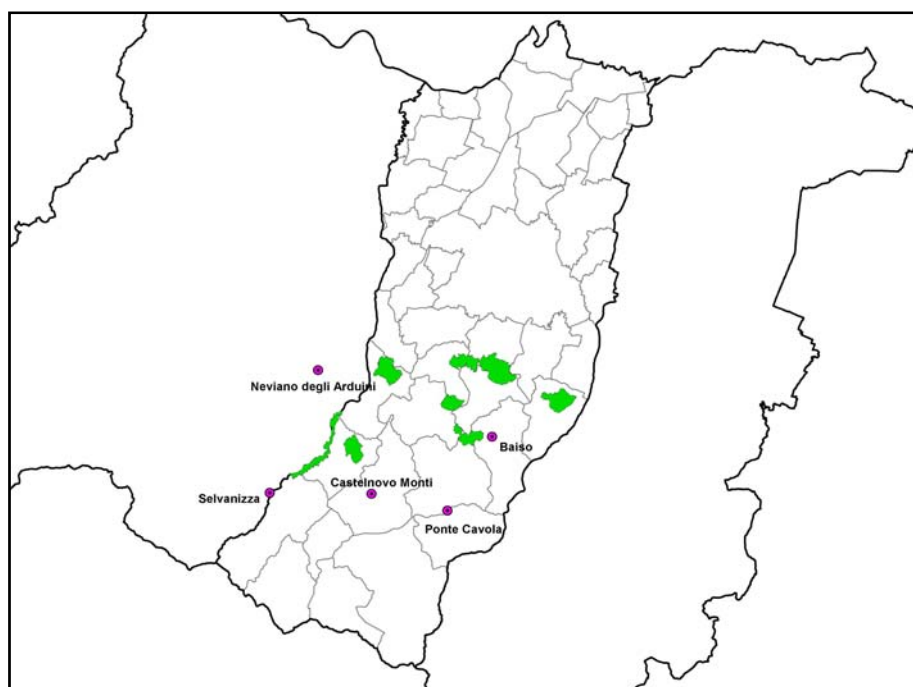 Neviano degli Arduini
Baiso
Castelnovo Monti
Selvanizza
Ponte Cavola